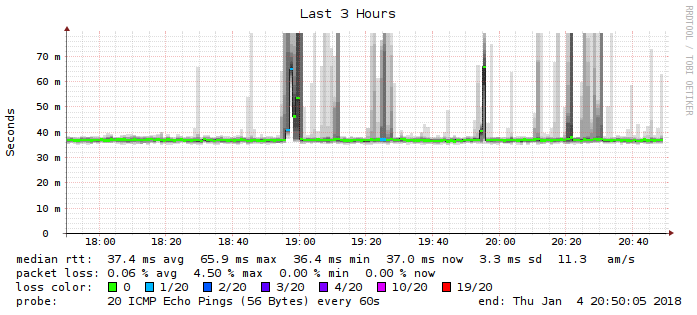 Last 3 Hours
RRDTOOL / TOBI OETIKER
Seconds
70 m
60 m
50 m
40 m
30 m
20 m
10 m
0
18:00 18:20 18:40 19:00 19:20 19:40 20:00 20:20 20:40
median rtt: 37.4 ms avg 65.9 ms max 36.4 ms min 37.0 ms now 3.3 ms sd 11.3 am/s
packet loss: 0.06 % avg 4.50 % max 0.00 % min 0.00 % now
loss color: 0 1/20 2/20 3/20 4/20 10/20 19/20
probe: 20 ICMP Echo Pings (56 Bytes) every 60s end: Thu Jan 4 20:50:05 2018